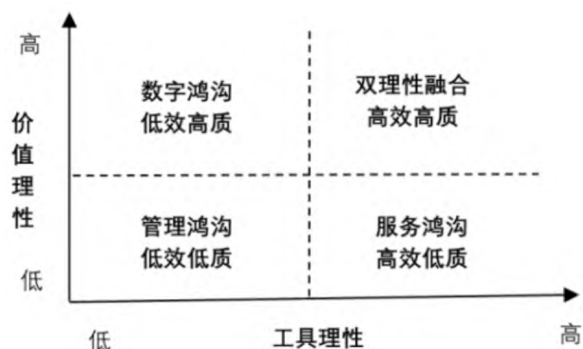 高
数字鸿沟
低效高质
双理性融合
高效高质
价值理性
管理鸿沟
低效低质
服务鸿沟
高效低质
低
低
工具理性
高